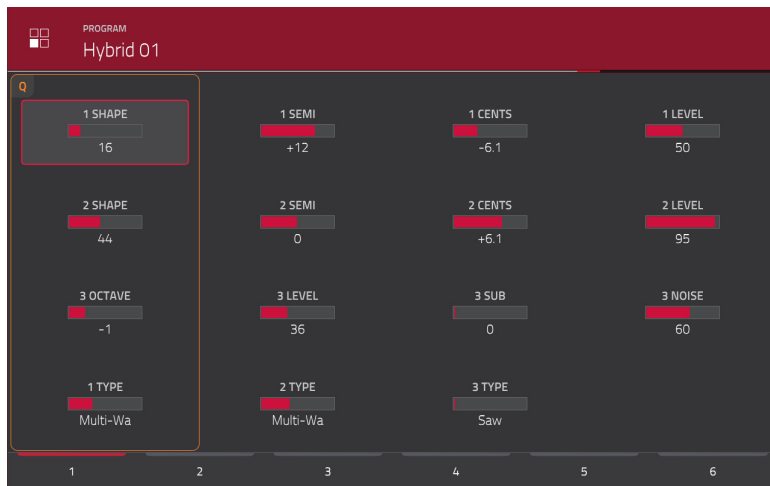 PROGRAM
Hybrid 01
Q
1 SHAPE
1 SEMI
1 CENTS
1 LEVEL
16
+12
-6.1
50
2 SHAPE
2 SEMI
2 CENTS
2 LEVEL
44
0
+6.1
95
3 OCTAVE
3 LEVEL
3 SUB
3 NOISE
-1
36
0
60
1 TYPE
2 TYPE
3 TYPE
Multi-Wa
Multi-Wa
Saw
1
2
3
4
5
6